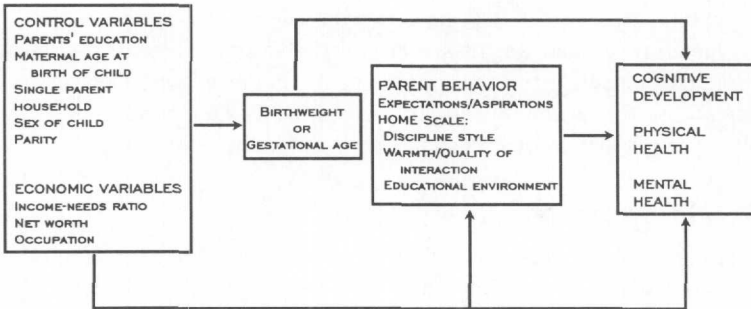 CONTROL VARIABLES
PARENTS' EDUCATION
MATERNAL AGE AT
BIRTH OF CHILD
SINGLE PARENT
HOUSEHOLD
SEX OF CHILD
PARITY
ECONOMIC VARIABLES
INCOME-NEEDS RATIO
NET WORTH
OCCUPATION
BIRTHWEIGHT
OR
GESTATIONAL AGE
PARENT BEHAVIOR
EXPECTATIONS/ASPIRATIONS
HOME SCALE:
DISCIPLINE STYLE
WARMTH/QUALITY OF
INTERACTION
EDUCATIONAL ENVIRONMENT
COGNITIVE
DEVELOPMENT
PHYSICAL
HEALTH
MENTAL
HEALTH